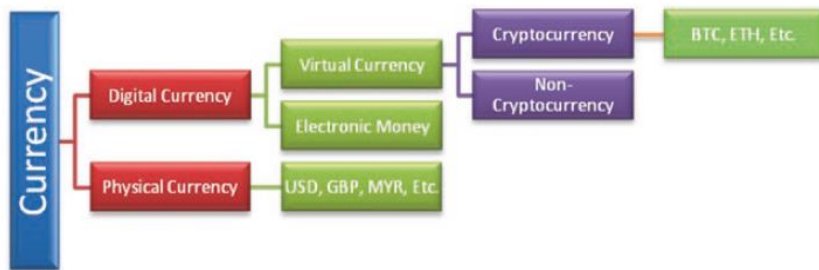 Currency
Digital Currency
Virtual Currency
Cryptocurrency
BTC, ETH, Etc.
Non-
Cryptocurrency
Electronic Money
Physical Currency
USD, GBP, MYR, Etc.